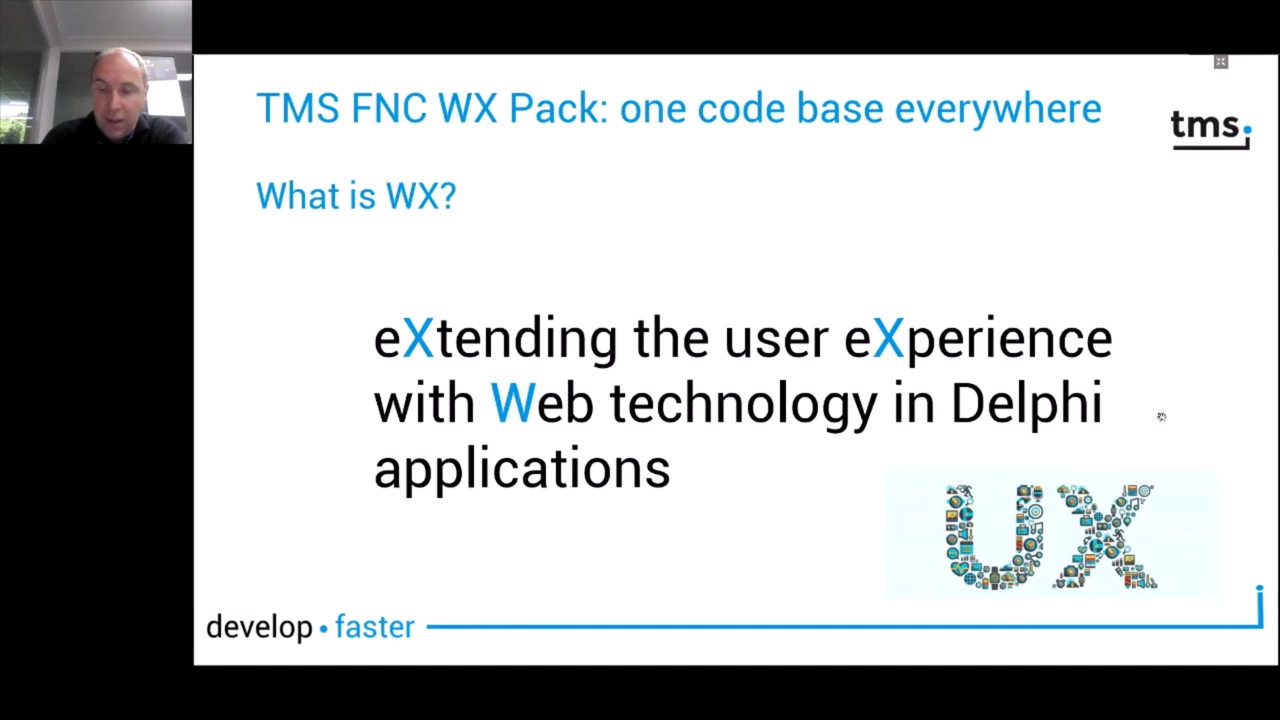 TMS FNC WX Pack: one code base everywhere
tms.
What is WX?
eXtending the user eXperience
with Web technology in Delphi
applications
UX
develop • faster